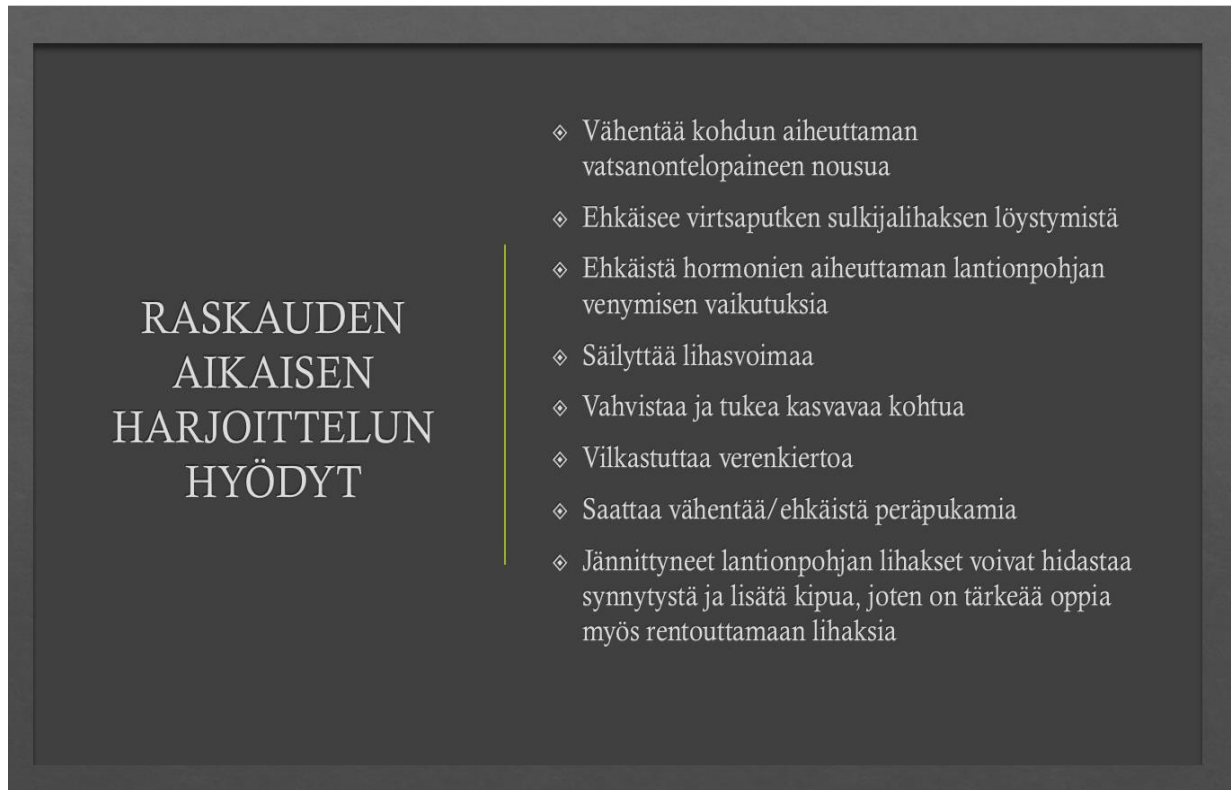 RASKAUDEN
AIKAISEN
HARJOITTELUN
HYÖDYT
Vähentää kohdun aiheuttaman
vatsanontelopaineen nousua
Ehkäisee virtsaputken sulkijalihaksen löystymistä
Ehkäistä hormonien aiheuttaman lantionpohjan
venymisen vaikutuksia
Säilyttää lihasvoimaa
Vahvistaa ja tukea kasvavaa kohtua
Vilkastuttaa verenkiertoa
Saattaa vähentää/ehkäistä peräpukamia
Jännittyneet lantionpohjan lihakset voivat hidastaa
synnytystä ja lisätä kipua, joten on tärkeää oppia
myös rentouttamaan lihaksia